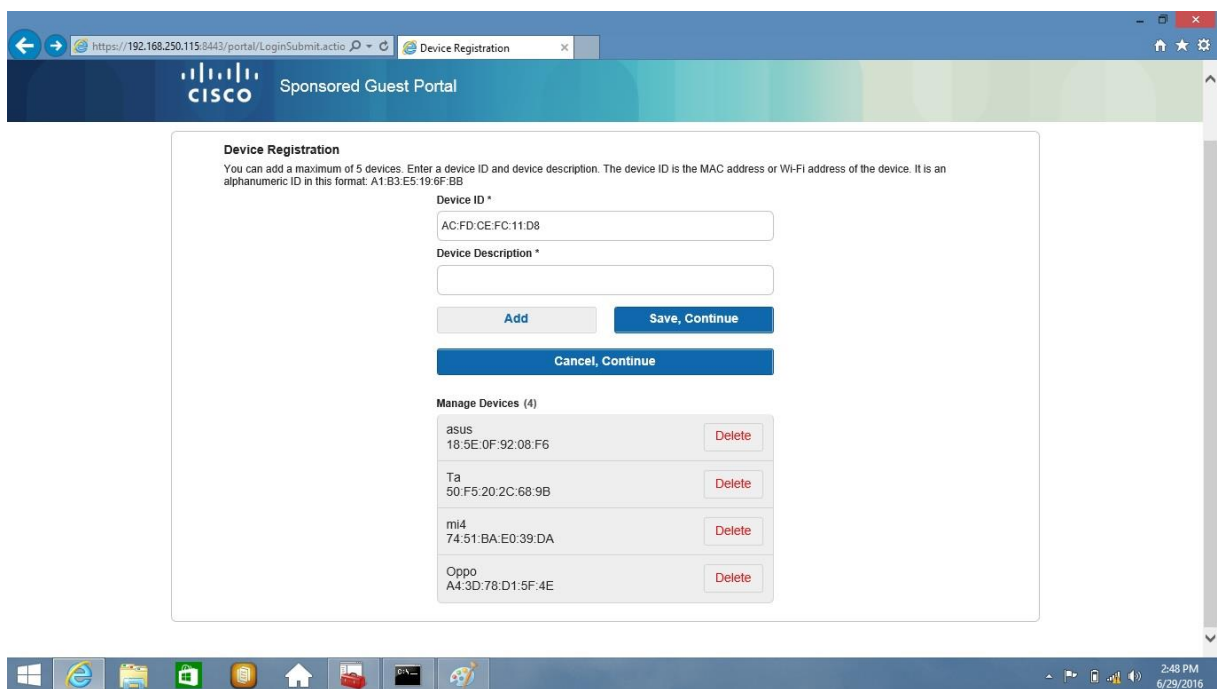 https://192.168.250.115:8443/portal/LoginSubmit.actio
Device Registration
CISCO
Sponsored Guest Portal
Device Registration
You can add a maximum of 5 devices. Enter a device ID and device description. The device ID is the MAC address or Wi-Fi address of the device. It is an
alphanumeric ID in this format: A1:B3:E5:19:6F:BB
Device ID *
AC:FD:CE:FC:11:D8
Device Description *
Add
Save, Continue
Cancel, Continue
Manage Devices (4)
asus
18:5E:0F:92:08:F6
Delete
Ta
50:F5:20:2C:68:9B
Delete
mi4
74:51:BA:E0:39:DA
Delete
Oppo
A4:3D:78:D1:5F:4E
Delete
2:48 PM
6/29/2016